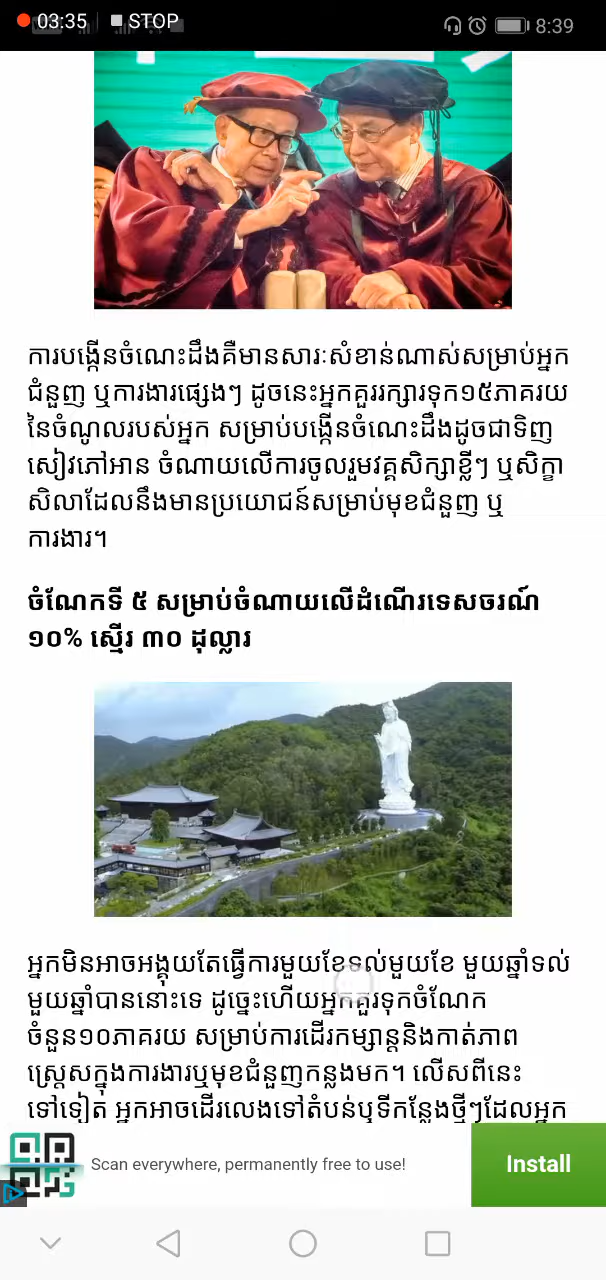 03:35
STOP
8:39
ការបង្កើនចំណេះដឹងគឺមានសារៈសំខាន់ណាស់សម្រាប់អ្នក
ជំនួញ ឬការងារផ្សេងៗ ដូចនេះអ្នកគួររក្សារទុក១៥ភាគរយ
នៃចំណូលរបស់អ្នក សម្រាប់បង្កើនចំណេះដឹងដូចជាទិញ
សៀវភៅអាន ចំណាយលើការចូលរួមវគ្គសិក្សាខ្លីៗ ឬសិក្ខា
សិលាដែលនឹងមានប្រយោជន៍សម្រាប់មុខជំនួញ ឬ
ការងារ។
ចំណែកទី ៥ សម្រាប់ចំណាយលើដំណើរទេសចរណ៍
១០% ស្មើរ ៣០ ដុល្លារ
អ្នកមិនអាចអង្គុយតែធ្វើការមួយខែទល់មួយខែ មួយឆ្នាំទល់
មួយឆ្នាំបាននោះទេ ដូច្នេះហើយអ្នកគួរទុកចំណែក
ចំនួន១០ភាគរយ សម្រាប់ការដើរកម្សាន្តនិងកាត់ភាព
ស្ត្រេសក្នុងការងារឬមុខជំនួញកន្លងមក។ លើសពីនេះ
ទៅទៀត អ្នកអាចដើរលេងទៅតំបន់ឬទីកន្លែងថ្មីៗដែលអ្នក
Scan everywhere, permanently free to use!
Install